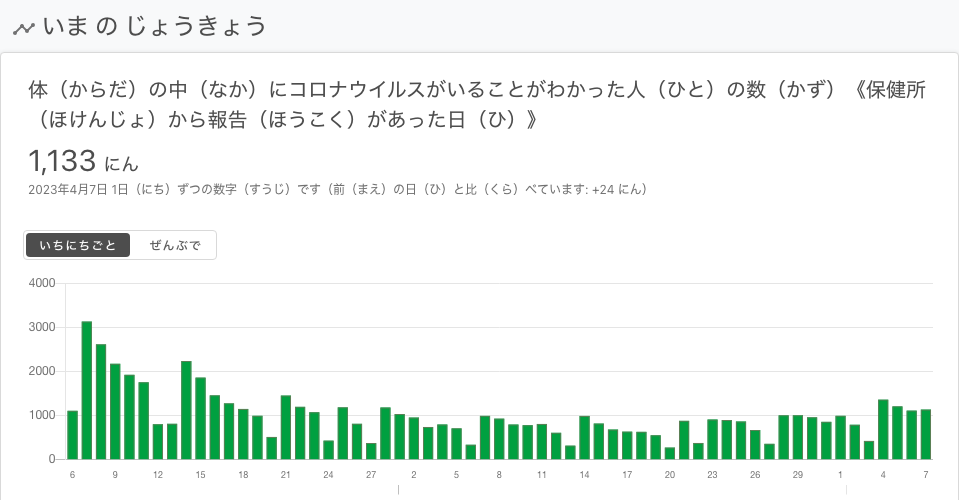 いま の じょうきょう
体（からだ）の中（なか）にコロナウイルスがいることがわかった人（ひと）の数（かず）《保健所
（ほけんじょ）から報告（ほうこく）があった日（ひ）》
1,133 にん
2023年4月7日 1日（にち）ずつの数字（すうじ）です（前（まえ）の日（ひ）と比（くら）べています: +24 にん）
いちにちごと ぜんぶで
4000
3000
2000
1000
0
6 9 12 15 18 21 24 27 2 5 8 11 14 17 20 23 26 29 1 4 7